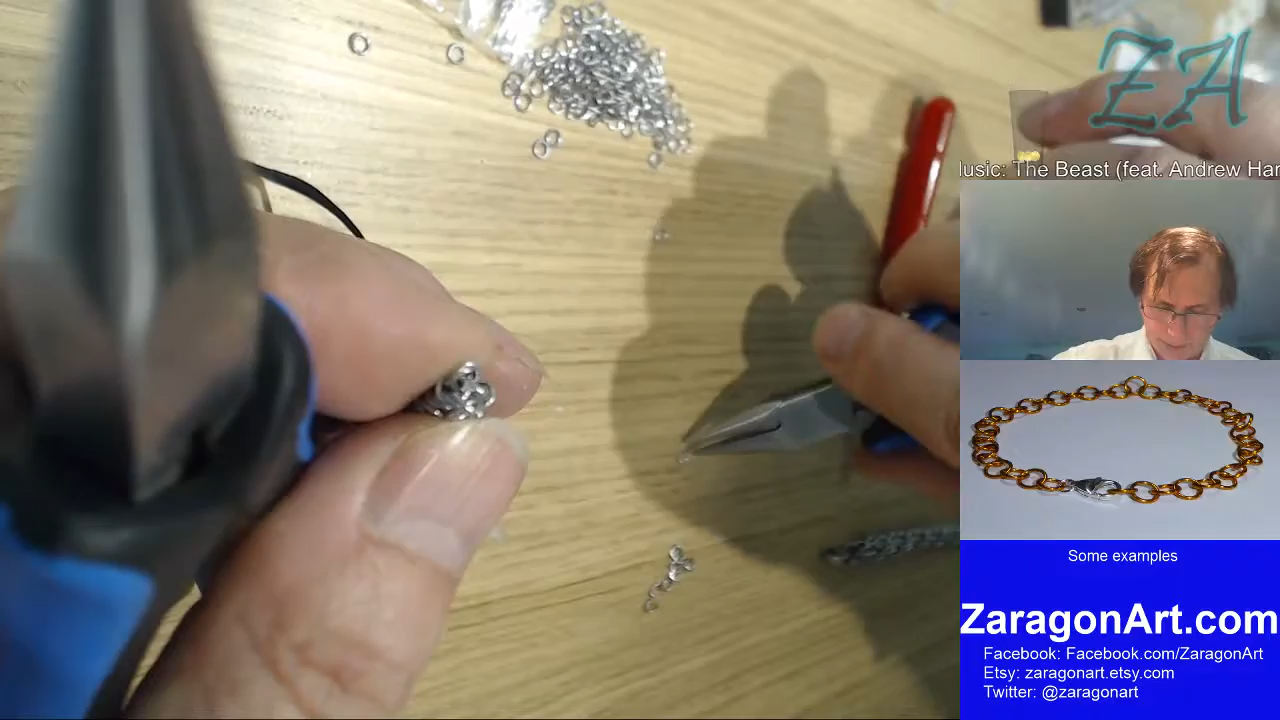 ZA
Music: The Beast (feat. Andrew Har
Some examples
ZaragonArt.com
Facebook: Facebook.com/ZaragonArt
Etsy: zaragonart.etsy.com
Twitter: @zaragonart